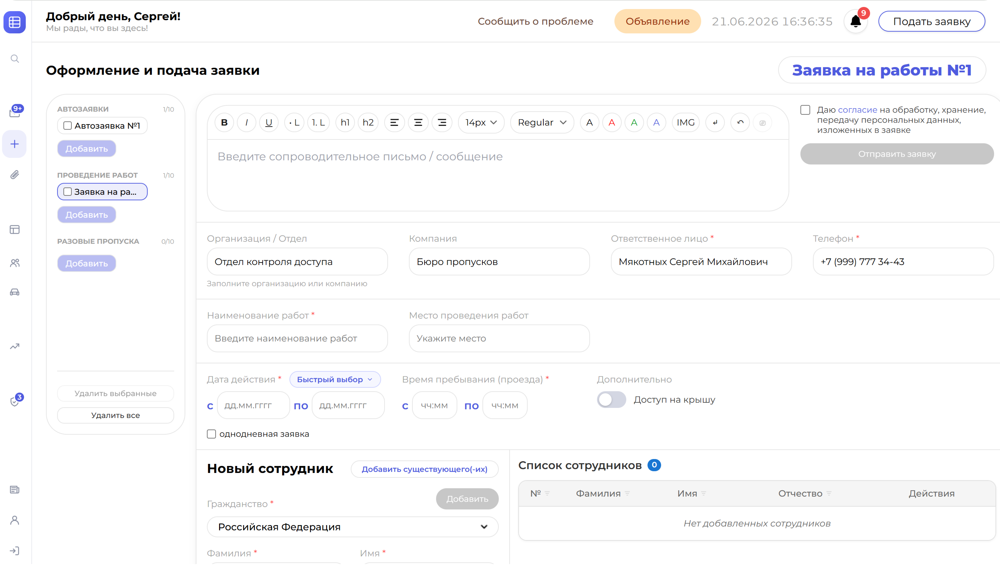 Добрый день, Сергей!
Мы рады, что вы здесь!
Сообщить о проблеме
Объявление
21.06.2026 16:36:35
9
Подать заявку
Оформление и подача заявки
Заявка на работы №1
9+
3
АВТОЗАЯВКИ 1/10
Автозаявка №1
Добавить
ПРОВЕДЕНИЕ РАБОТ 1/10
Заявка на ра...
Добавить
РАЗОВЫЕ ПРОПУСКА 0/10
Добавить
Удалить выбранные
Удалить все
B I U · L 1. L h1 h2 14px Regular A A A A IMG
Введите сопроводительное письмо / сообщение
Даю согласие на обработку, хранение,
передачу персональных данных,
изложенных в заявке
Отправить заявку
Организация / Отдел Компания Ответственное лицо * Телефон *
Отдел контроля доступа Бюро пропусков Мякотных Сергей Михайлович +7 (999) 777 34-43
Заполните организацию или компанию
Наименование работ * Место проведения работ
Введите наименование работ Укажите место
Дата действия * Быстрый выбор Время пребывания (проезда) * Дополнительно
с дд.мм.гггг по дд.мм.гггг с чч:мм по чч:мм Доступ на крышу
однодневная заявка
Новый сотрудник Добавить существующего(-их)
Гражданство * Добавить
Российская Федерация
Фамилия * Имя *
Список сотрудников 0
№ Фамилия Имя Отчество Действия
Нет добавленных сотрудников